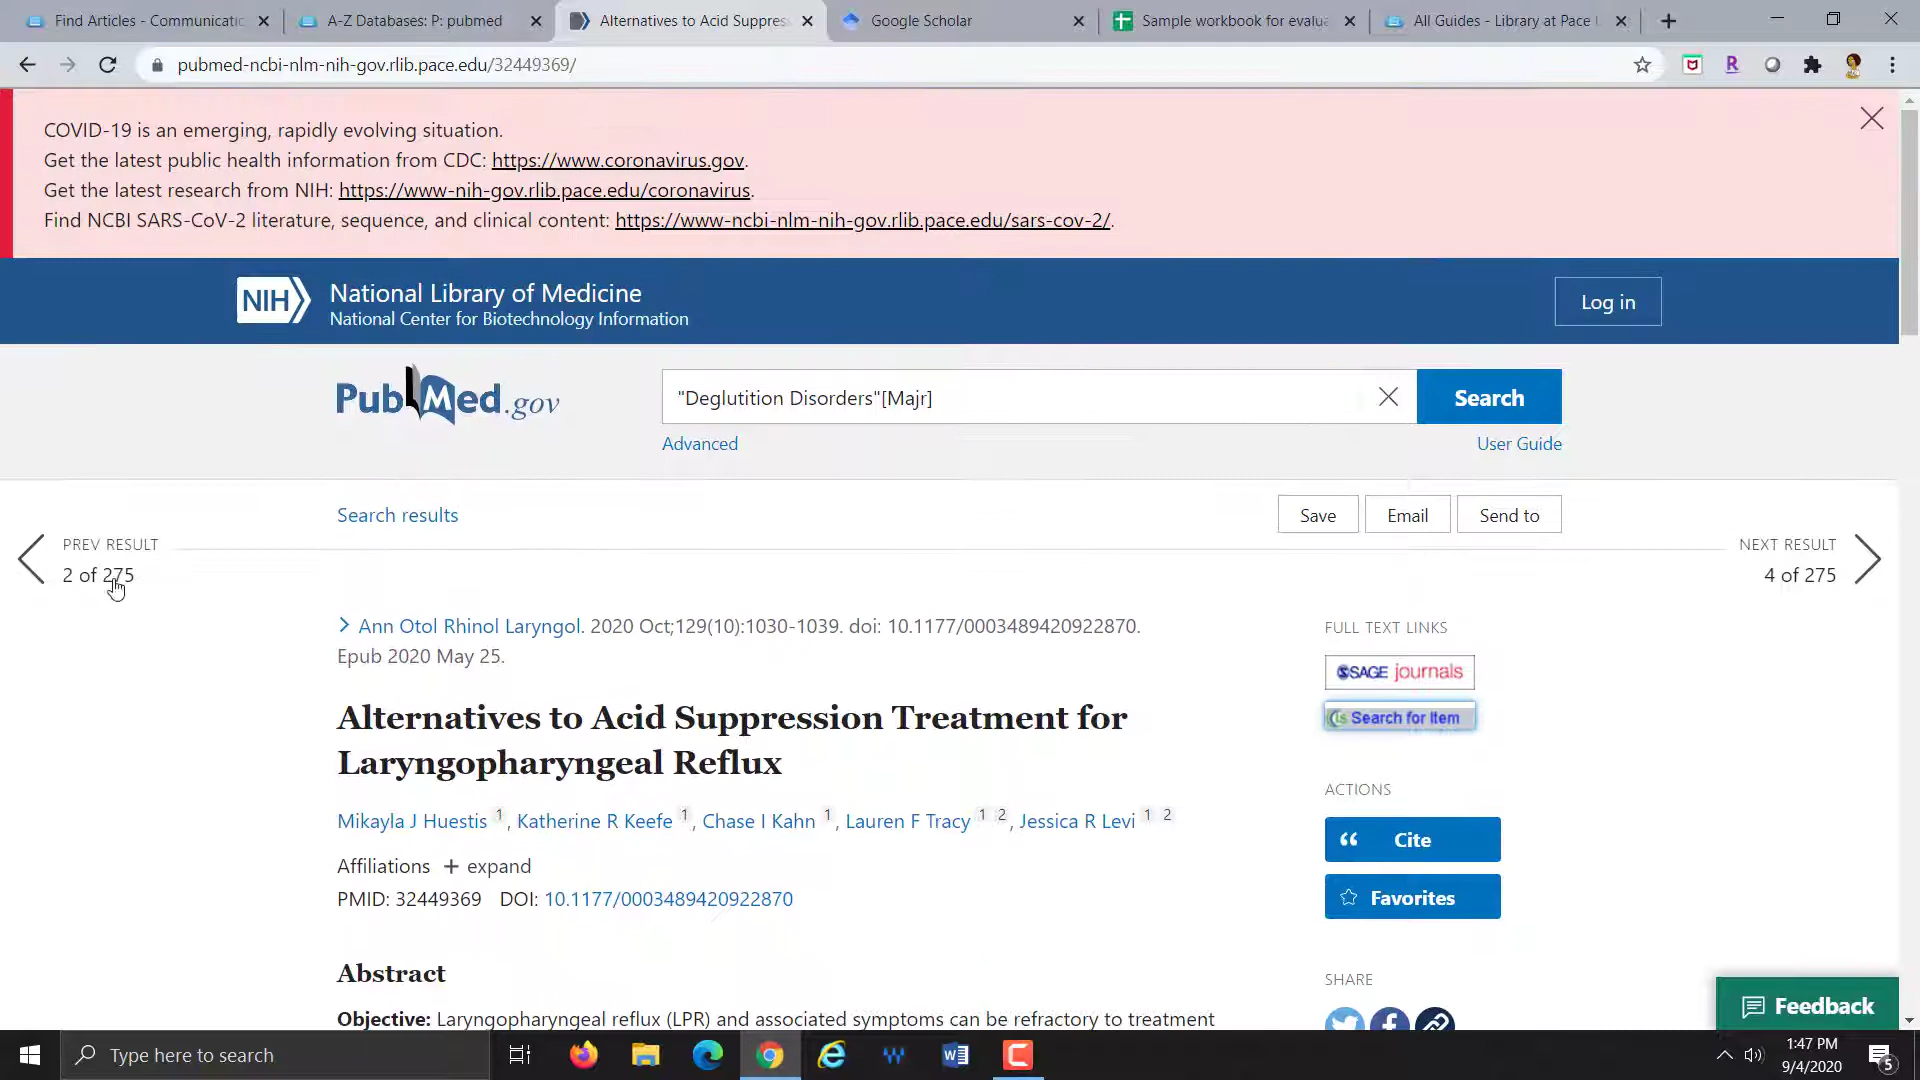 Find Articles - Communicatic
A-Z Databases: P: pubmed
Alternatives to Acid Suppres
Google Scholar
Sample workbook for evalua
All Guides - Library at Pace
pubmed-ncbi-nlm-nih-gov.rlib.pace.edu/32449369/
COVID-19 is an emerging, rapidly evolving situation.
Get the latest public health information from CDC: https://www.coronavirus.gov.
Get the latest research from NIH: https://www-nih-gov.rlib.pace.edu/coronavirus.
Find NCBI SARS-CoV-2 literature, sequence, and clinical content: https://www-ncbi-nlm-nih-gov.rlib.pace.edu/sars-cov-2/.
NIH
National Library of Medicine
National Center for Biotechnology Information
Log in
PubMed.gov
"Deglutition Disorders"[Majr]
Search
Advanced
User Guide
Search results
Save
Email
Send to
PREV RESULT
2 of 275
NEXT RESULT
4 of 275
Ann Otol Rhinol Laryngol. 2020 Oct;129(10):1030-1039. doi: 10.1177/0003489420922870.
Epub 2020 May 25.
Alternatives to Acid Suppression Treatment for
Laryngopharyngeal Reflux
Mikayla J Huestis 1, Katherine R Keefe 1, Chase I Kahn 1, Lauren F Tracy 1 2, Jessica R Levi 1 2
Affiliations + expand
PMID: 32449369 DOI: 10.1177/0003489420922870
Abstract
Objective: Laryngopharyngeal reflux (LPR) and associated symptoms can be refractory to treatment
FULL TEXT LINKS
SAGE journals
Search for Item
ACTIONS
Cite
Favorites
SHARE
Feedback
Type here to search
1:47 PM
9/4/2020
5